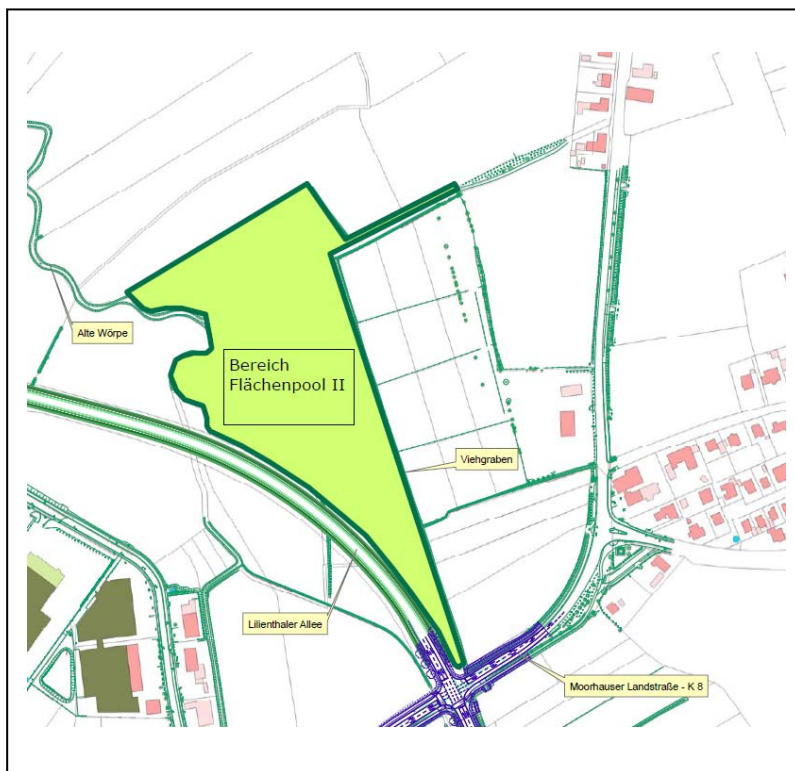 Alte Wörpe
Bereich
Flächenpool II
Viehgraben
Lilienthaler Allee
Moorhauser Landstraße - K 8